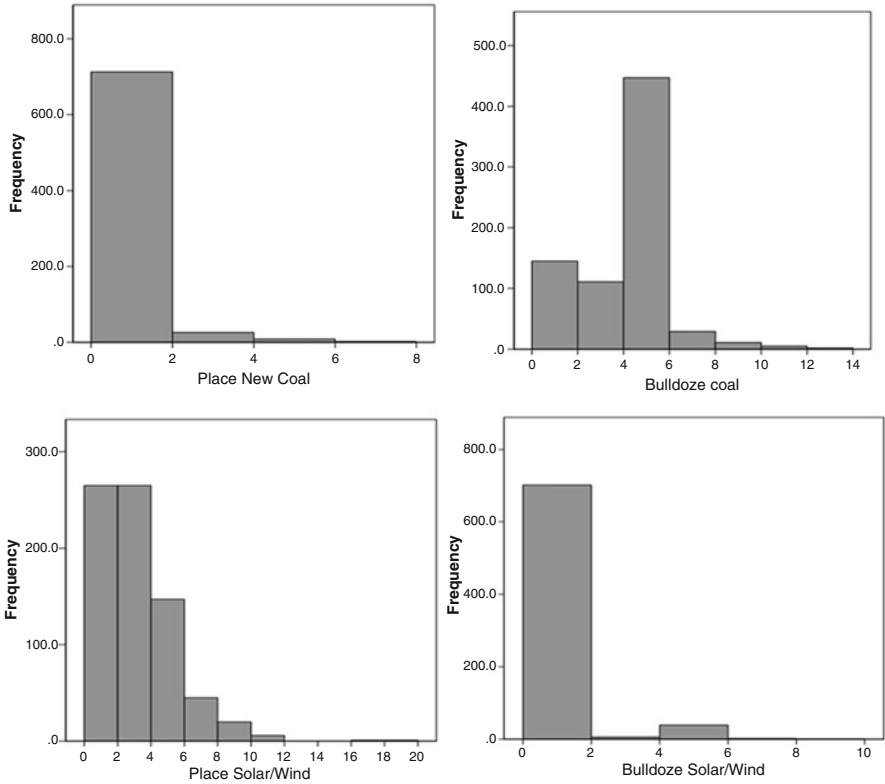 800.0
600.0
400.0
200.0
.0
Frequency
0 2 4 6 8
Place New Coal
500.0
400.0
300.0
200.0
100.0
.0
Frequency
0 2 4 6 8 10 12 14
Bulldoze coal
300.0
200.0
100.0
.0
Frequency
0 2 4 6 8 10 12 14 16 18 20
Place Solar/Wind
800.0
600.0
400.0
200.0
.0
Frequency
0 2 4 6 8 10
Bulldoze Solar/Wind